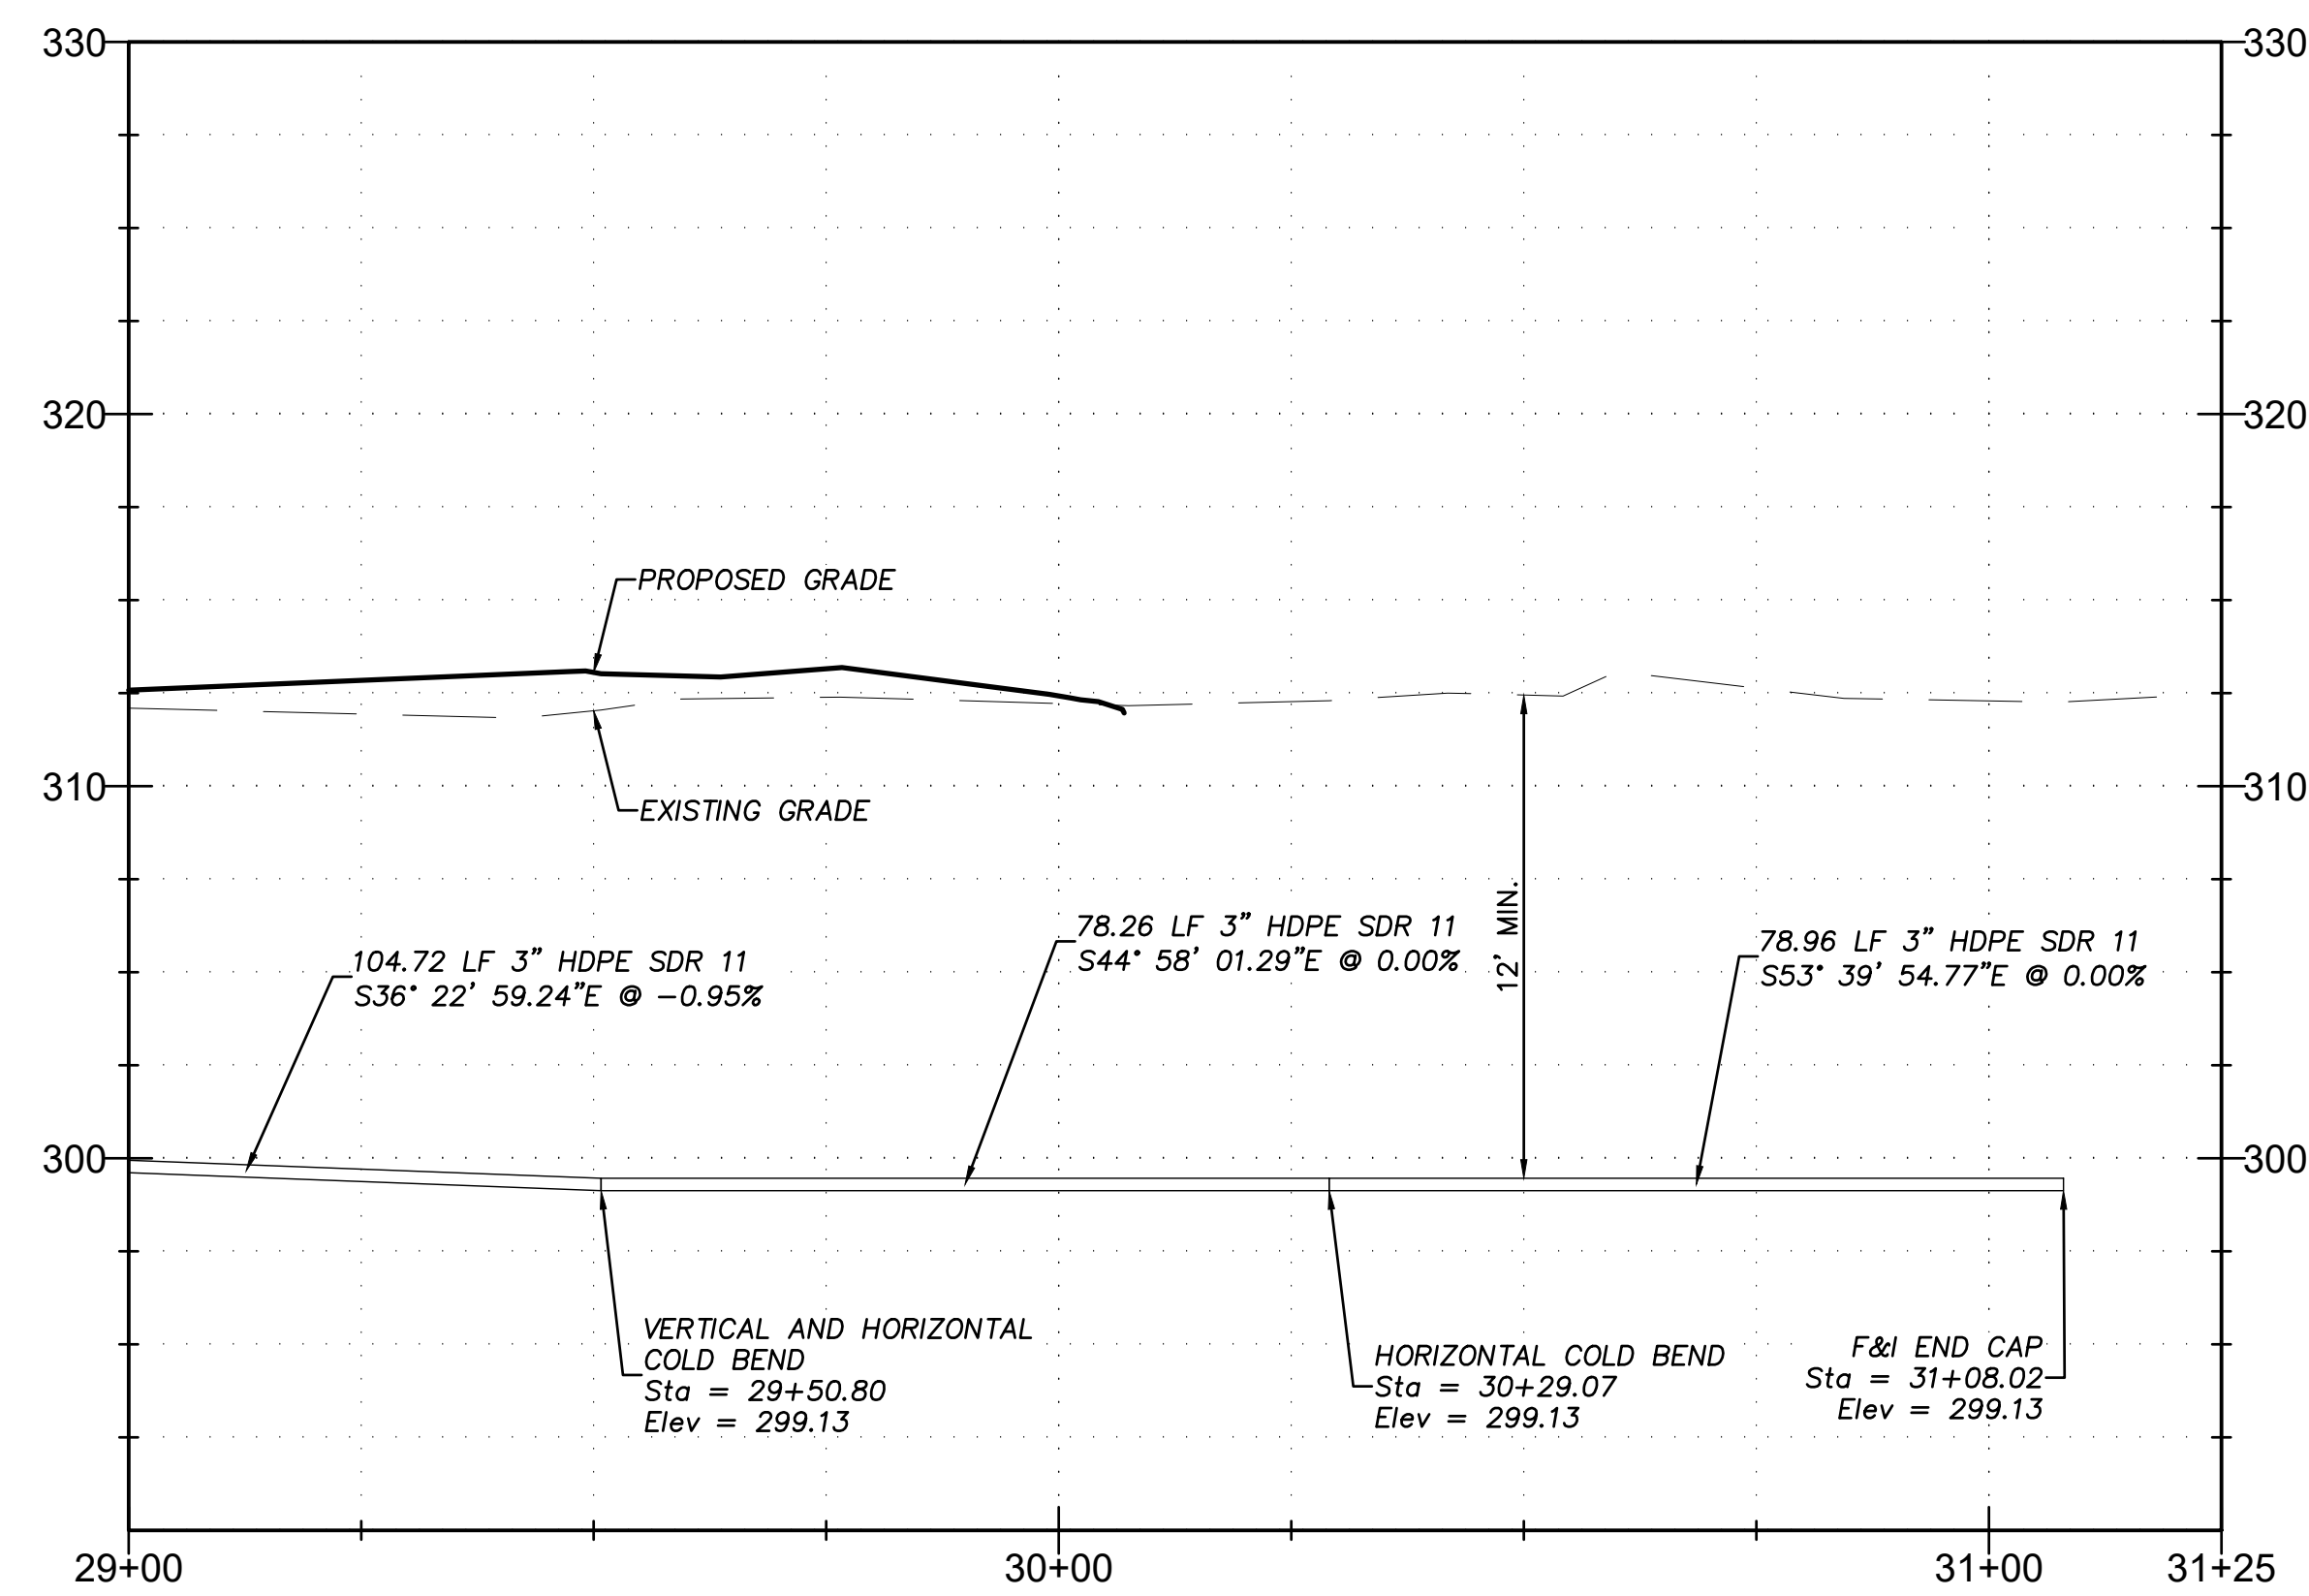 330
330
320
320
PROPOSED GRADE
310
310
EXISTING GRADE
104.72 LF 3" HDPE SDR 11
S36° 22' 59.24"E @ -0.95%
78.26 LF 3" HDPE SDR 11
S44° 58' 01.29"E @ 0.00%
12' MIN.
78.96 LF 3" HDPE SDR 11
S53° 39' 54.77"E @ 0.00%
300
300
VERTICAL AND HORIZONTAL
COLD BEND
Sta = 29+50.80
Elev = 299.13
HORIZONTAL COLD BEND
Sta = 30+29.07
Elev = 299.13
F&I END CAP
Sta = 31+08.02
Elev = 299.13
29+00
30+00
31+00
31+25